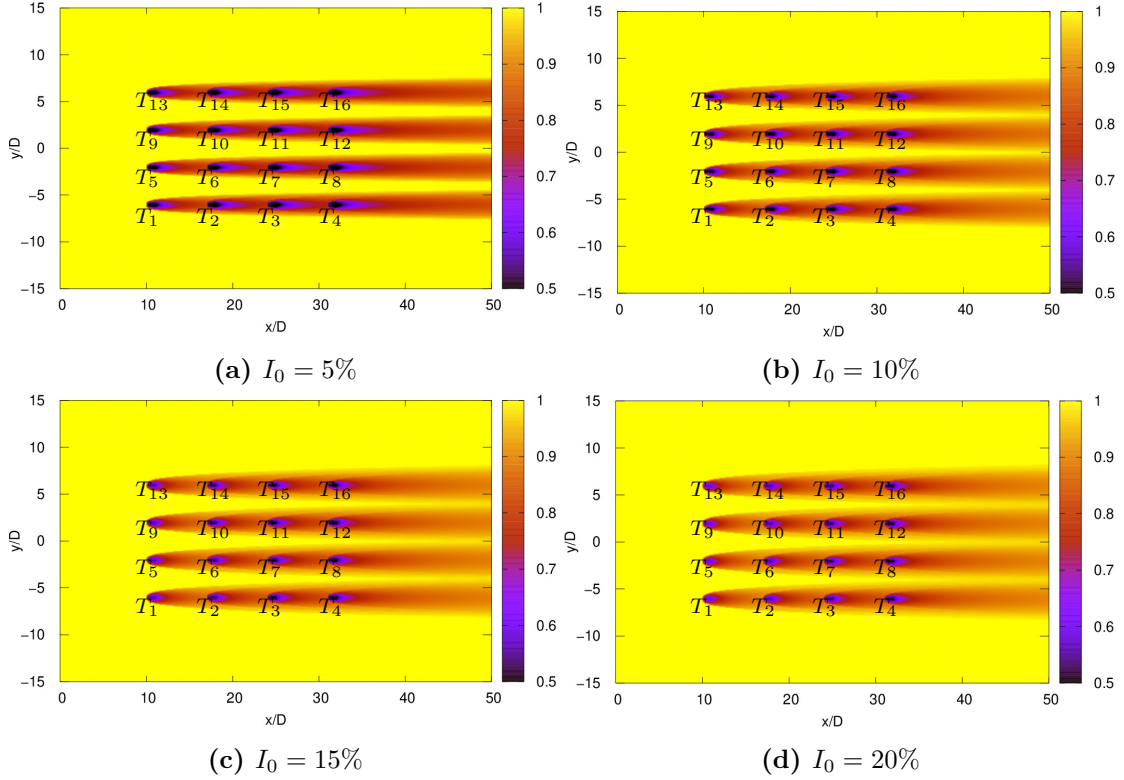 15
10
5
0
−5
−10
−15
y/D
T13 T14 T15 T16
T9 T10 T11 T12
T5 T6 T7 T8
T1 T2 T3 T4
0 10 20 30 40 50
x/D
1
0.9
0.8
0.7
0.6
0.5
(a) I0 = 5%
15
10
5
0
−5
−10
−15
y/D
T13 T14 T15 T16
T9 T10 T11 T12
T5 T6 T7 T8
T1 T2 T3 T4
0 10 20 30 40 50
x/D
1
0.9
0.8
0.7
0.6
0.5
(b) I0 = 10%
15
10
5
0
−5
−10
−15
y/D
T13 T14 T15 T16
T9 T10 T11 T12
T5 T6 T7 T8
T1 T2 T3 T4
0 10 20 30 40 50
x/D
1
0.9
0.8
0.7
0.6
0.5
(c) I0 = 15%
15
10
5
0
−5
−10
−15
y/D
T13 T14 T15 T16
T9 T10 T11 T12
T5 T6 T7 T8
T1 T2 T3 T4
0 10 20 30 40 50
x/D
1
0.9
0.8
0.7
0.6
0.5
(d) I0 = 20%